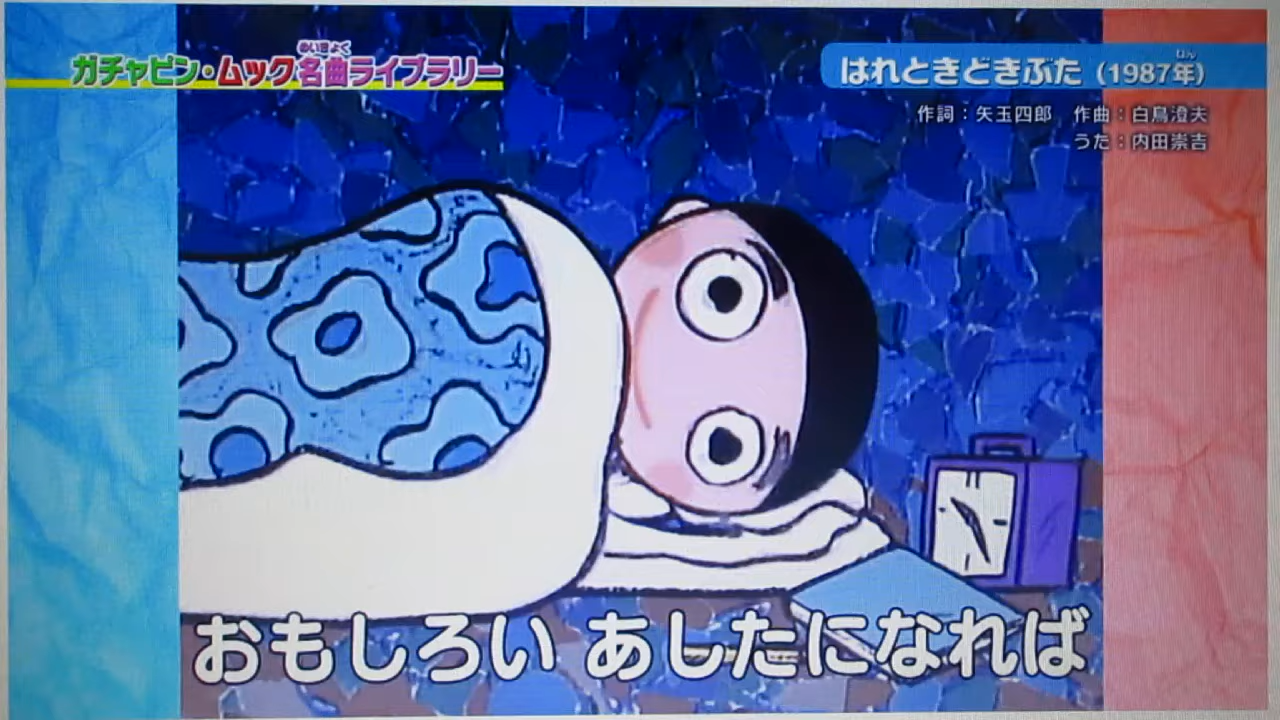 ガチャピン・ムック名曲ライブラリー
めいきょく
はれときどきぶた（1987年）
ねん
作詞：矢玉四郎　作曲：白鳥澄夫
うた：内田崇吉
おもしろい あしたになれば